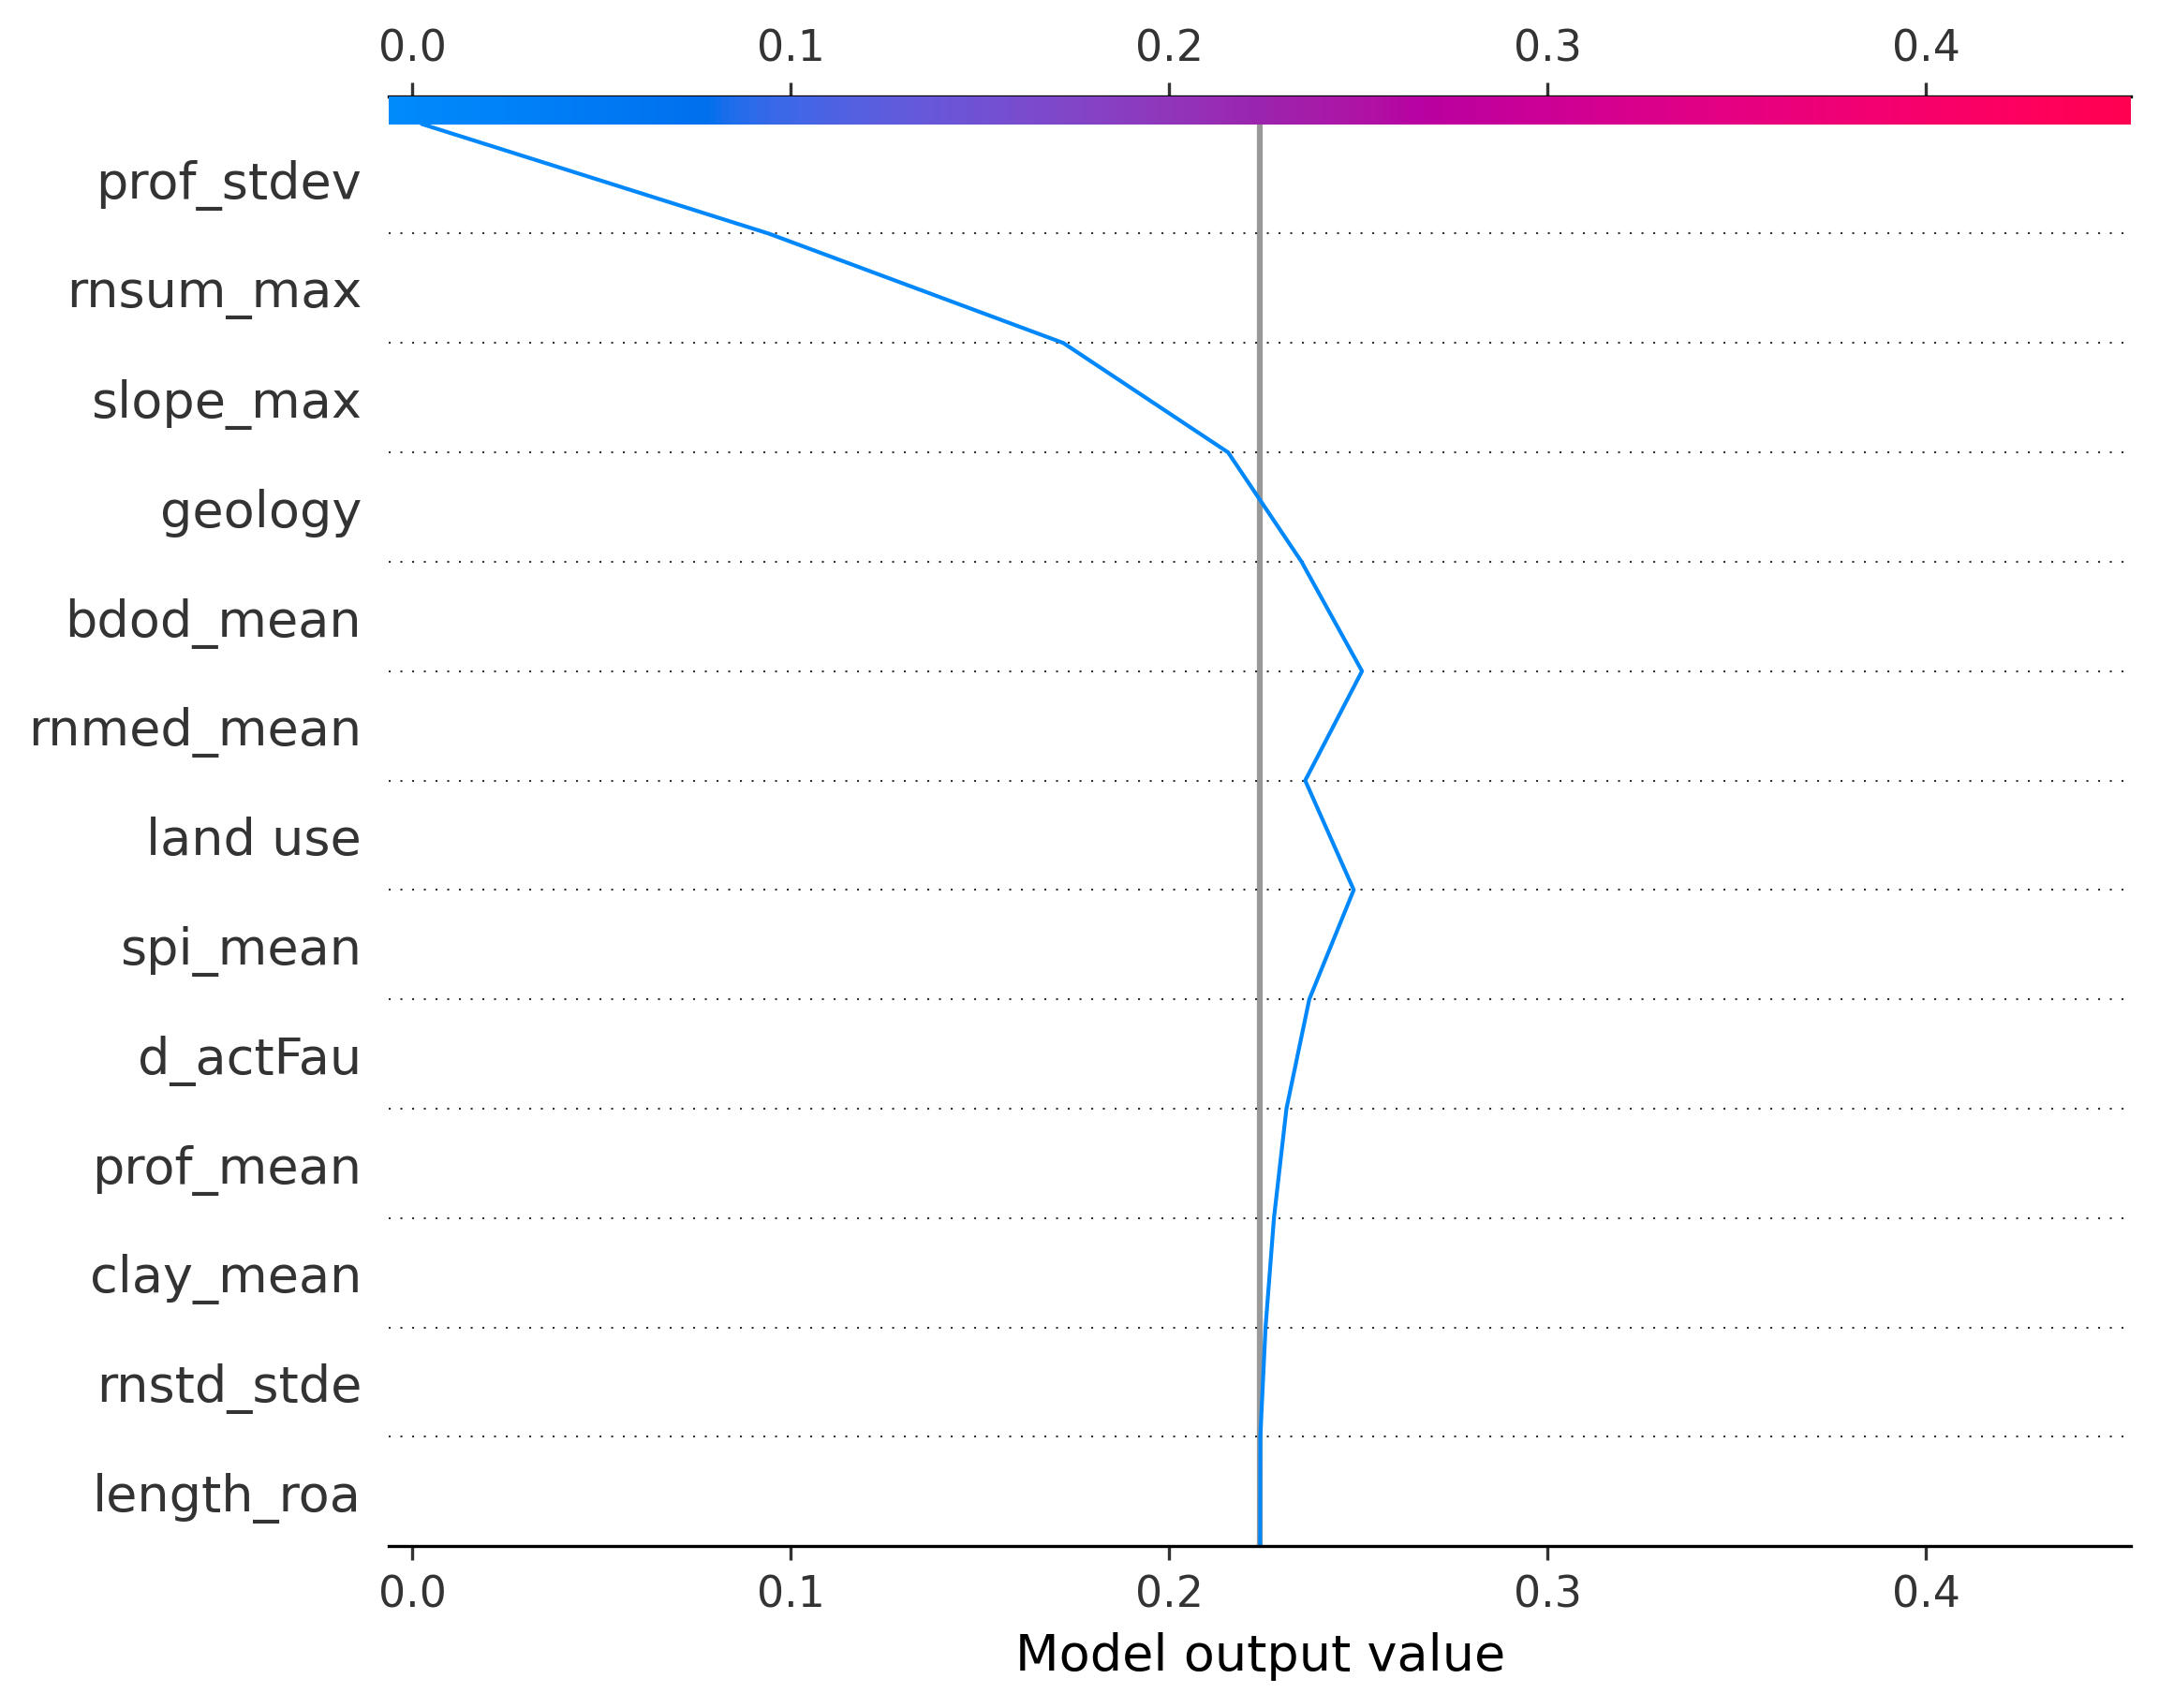 0.0 0.1 0.2 0.3 0.4
prof_stdev
rnsum_max
slope_max
geology
bdod_mean
rnmed_mean
land use
spi_mean
d_actFau
prof_mean
clay_mean
rnstd_stde
length_roa
0.0 0.1 0.2 0.3 0.4
Model output value